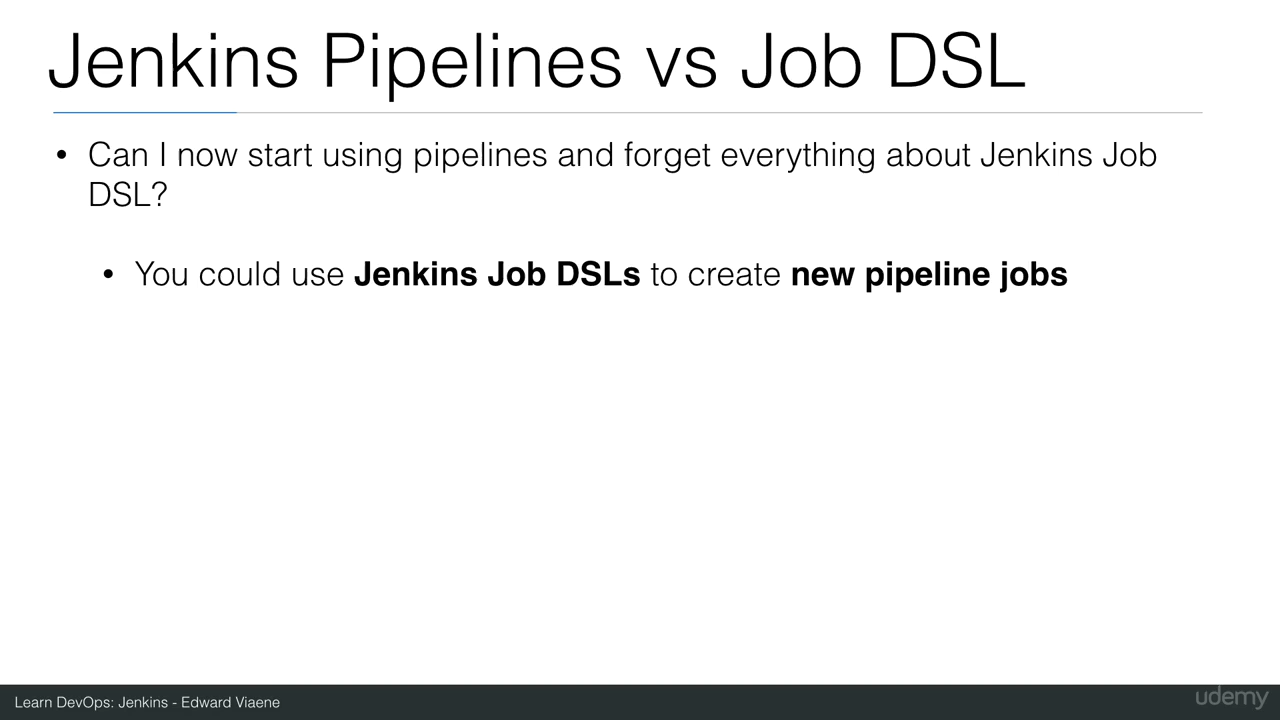 Jenkins Pipelines vs Job DSL
• Can I now start using pipelines and forget everything about Jenkins Job
DSL?
• You could use Jenkins Job DSLs to create new pipeline jobs
Learn DevOps: Jenkins - Edward Viaene
udemy